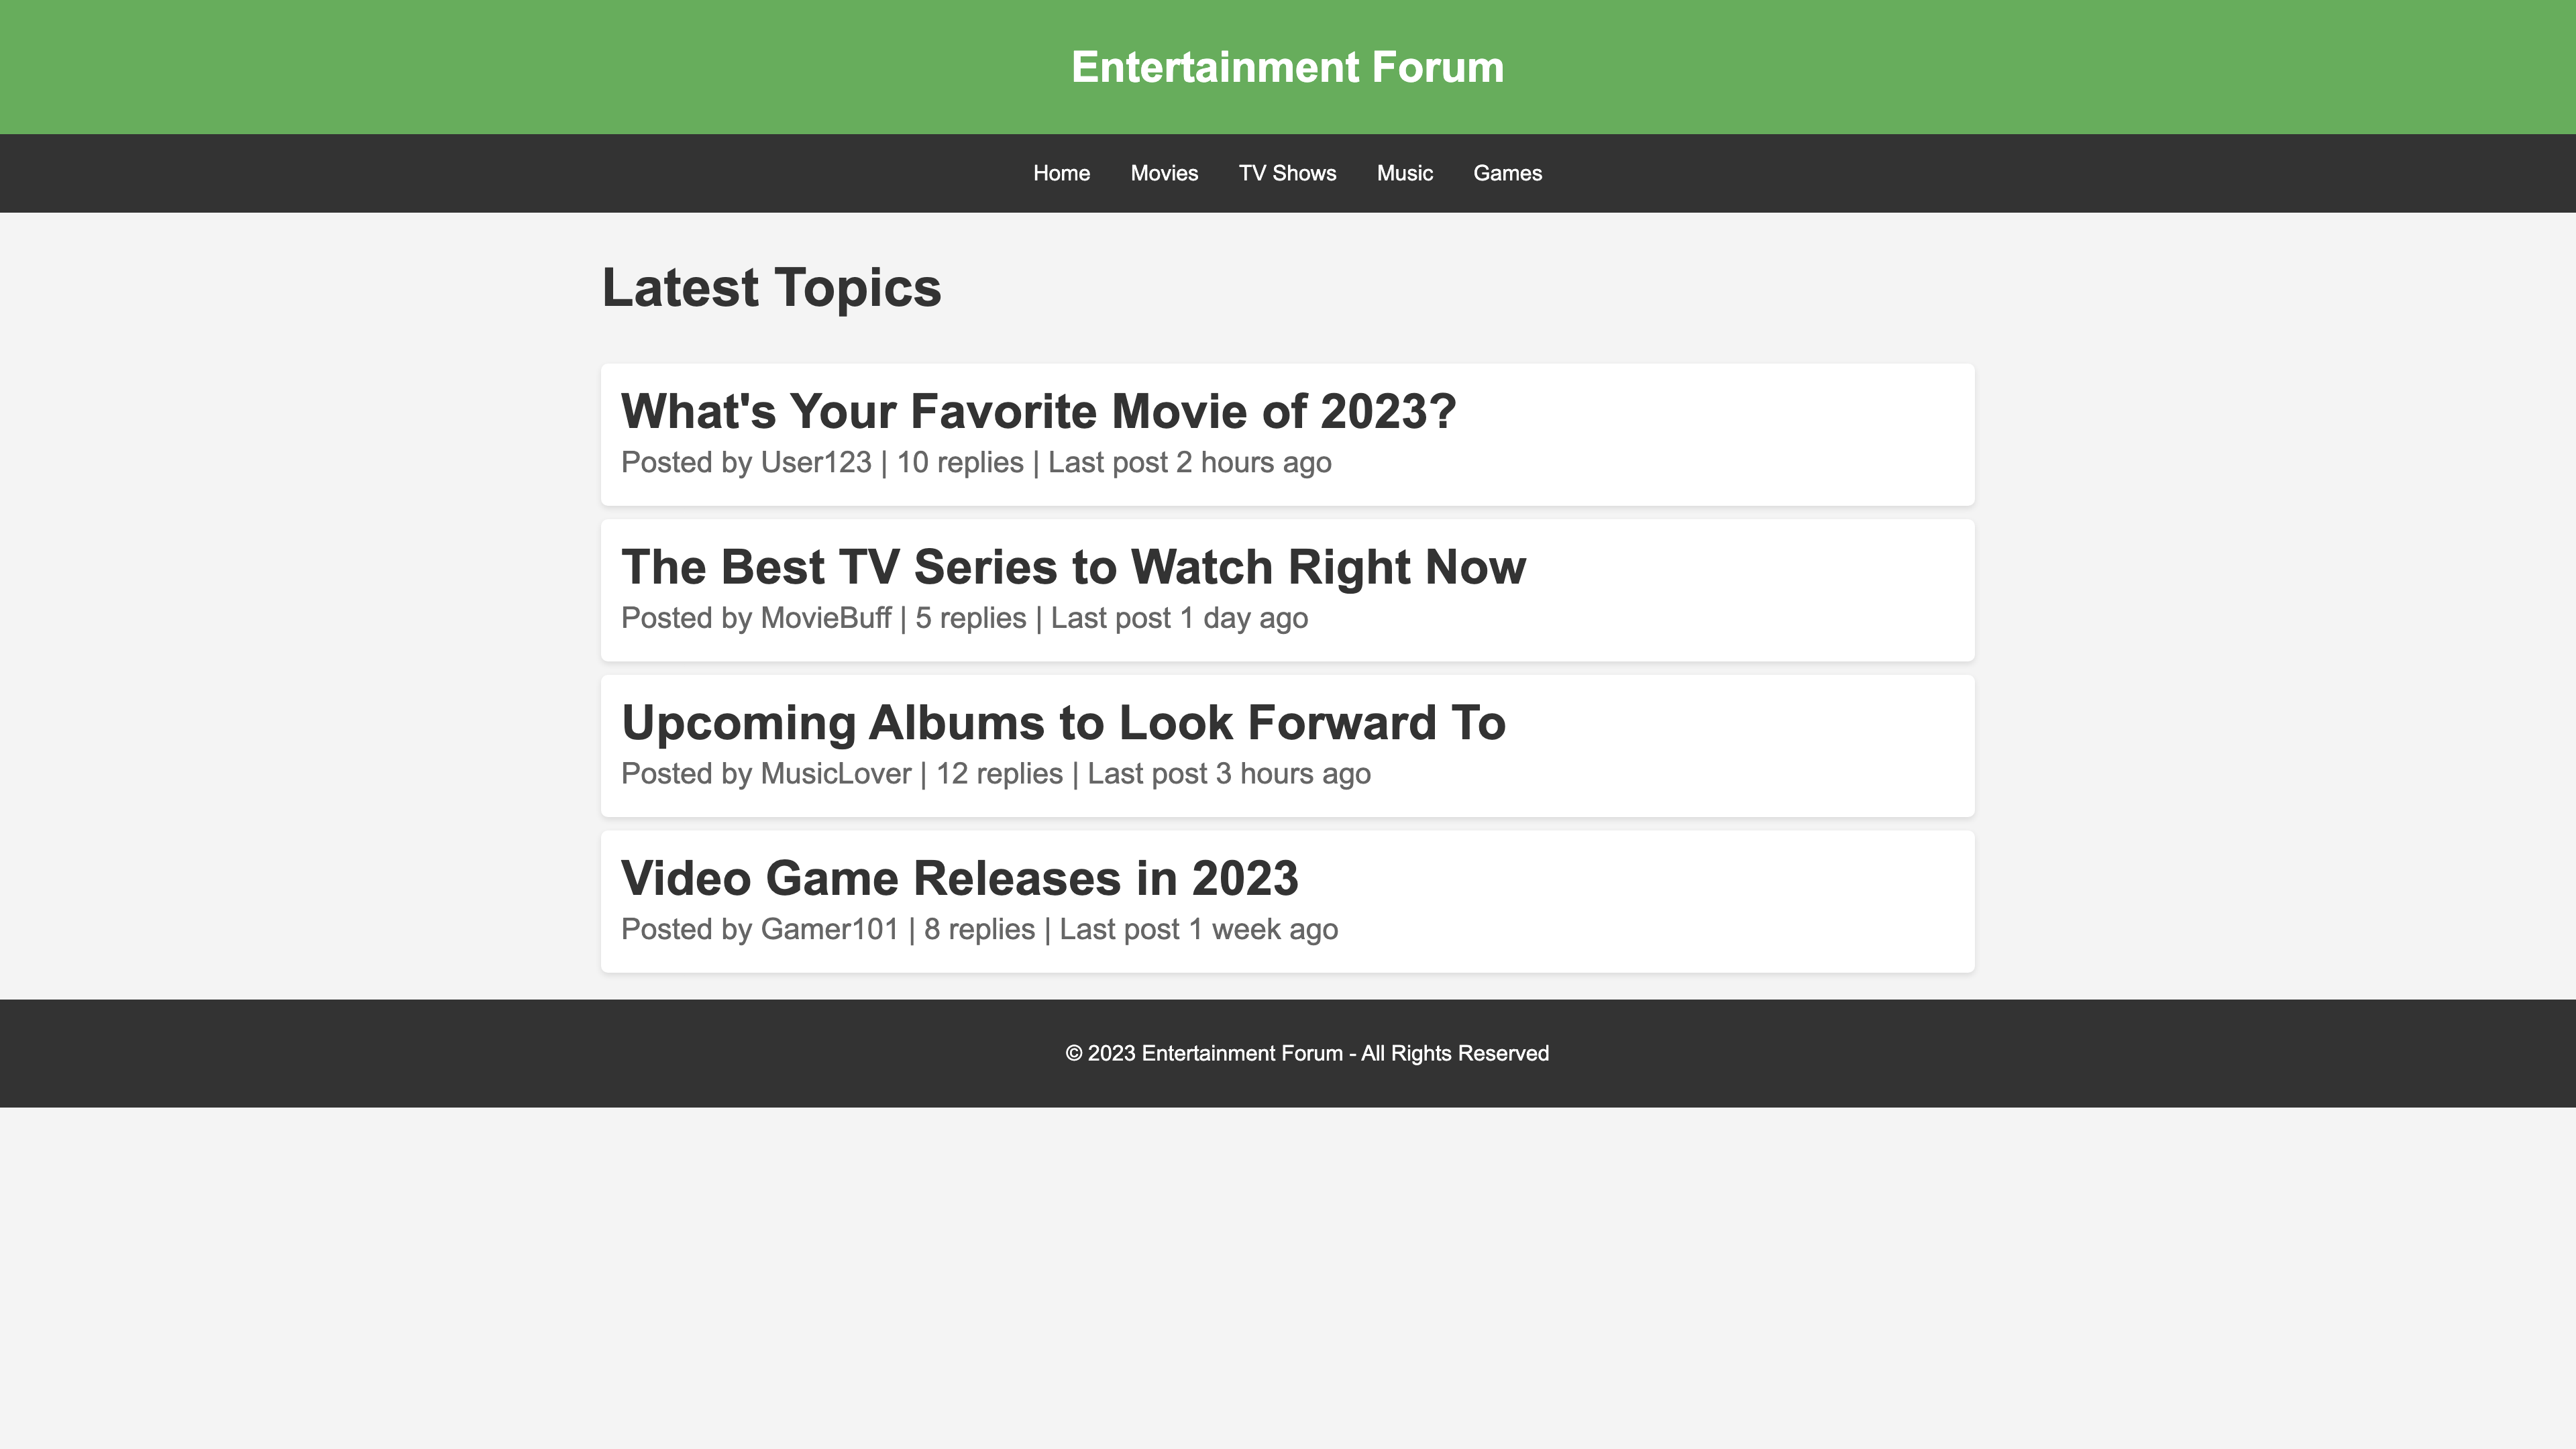 Entertainment Forum
Home Movies TV Shows Music Games
Latest Topics
What's Your Favorite Movie of 2023?
Posted by User123 | 10 replies | Last post 2 hours ago
The Best TV Series to Watch Right Now
Posted by MovieBuff | 5 replies | Last post 1 day ago
Upcoming Albums to Look Forward To
Posted by MusicLover | 12 replies | Last post 3 hours ago
Video Game Releases in 2023
Posted by Gamer101 | 8 replies | Last post 1 week ago
© 2023 Entertainment Forum - All Rights Reserved